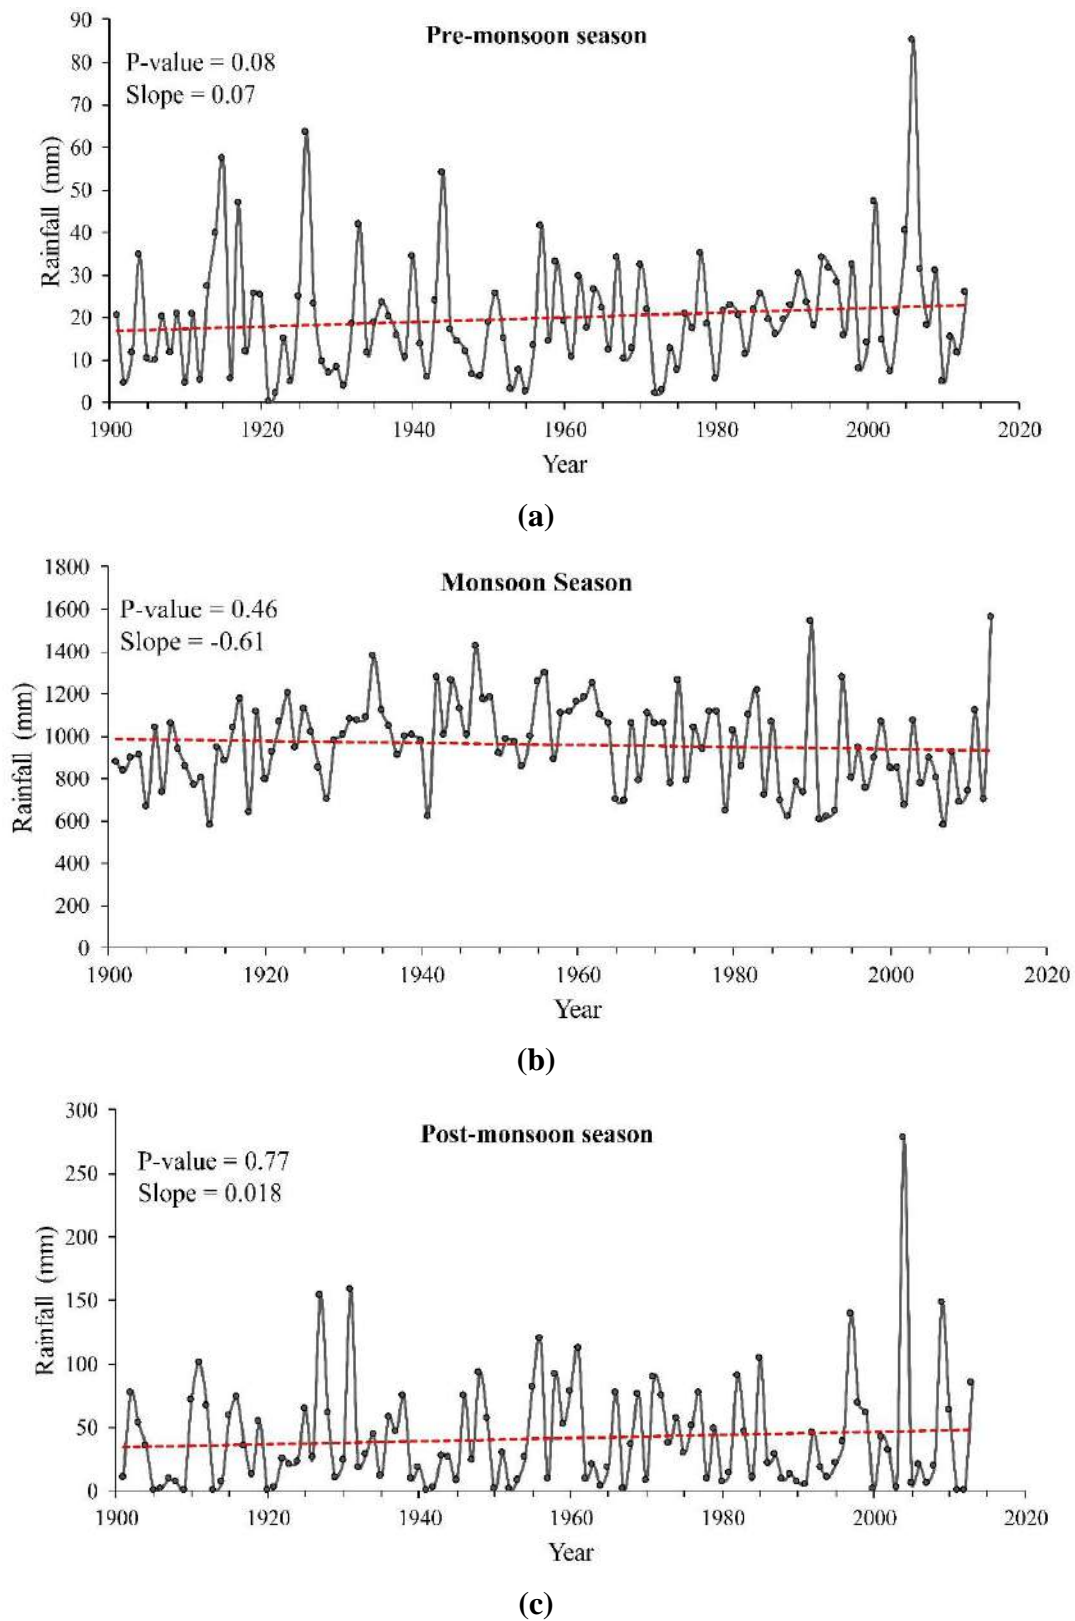 Pre-monsoon season
P-value = 0.08
Slope = 0.07
90
80
70
60
50
40
30
20
10
0
Rainfall (mm)
1900 1920 1940 1960 1980 2000 2020
Year
(a)
Monsoon Season
P-value = 0.46
Slope = -0.61
1800
1600
1400
1200
1000
800
600
400
200
0
Rainfall (mm)
1900 1920 1940 1960 1980 2000 2020
Year
(b)
Post-monsoon season
P-value = 0.77
Slope = 0.018
300
250
200
150
100
50
0
Rainfall (mm)
1900 1920 1940 1960 1980 2000 2020
Year
(c)